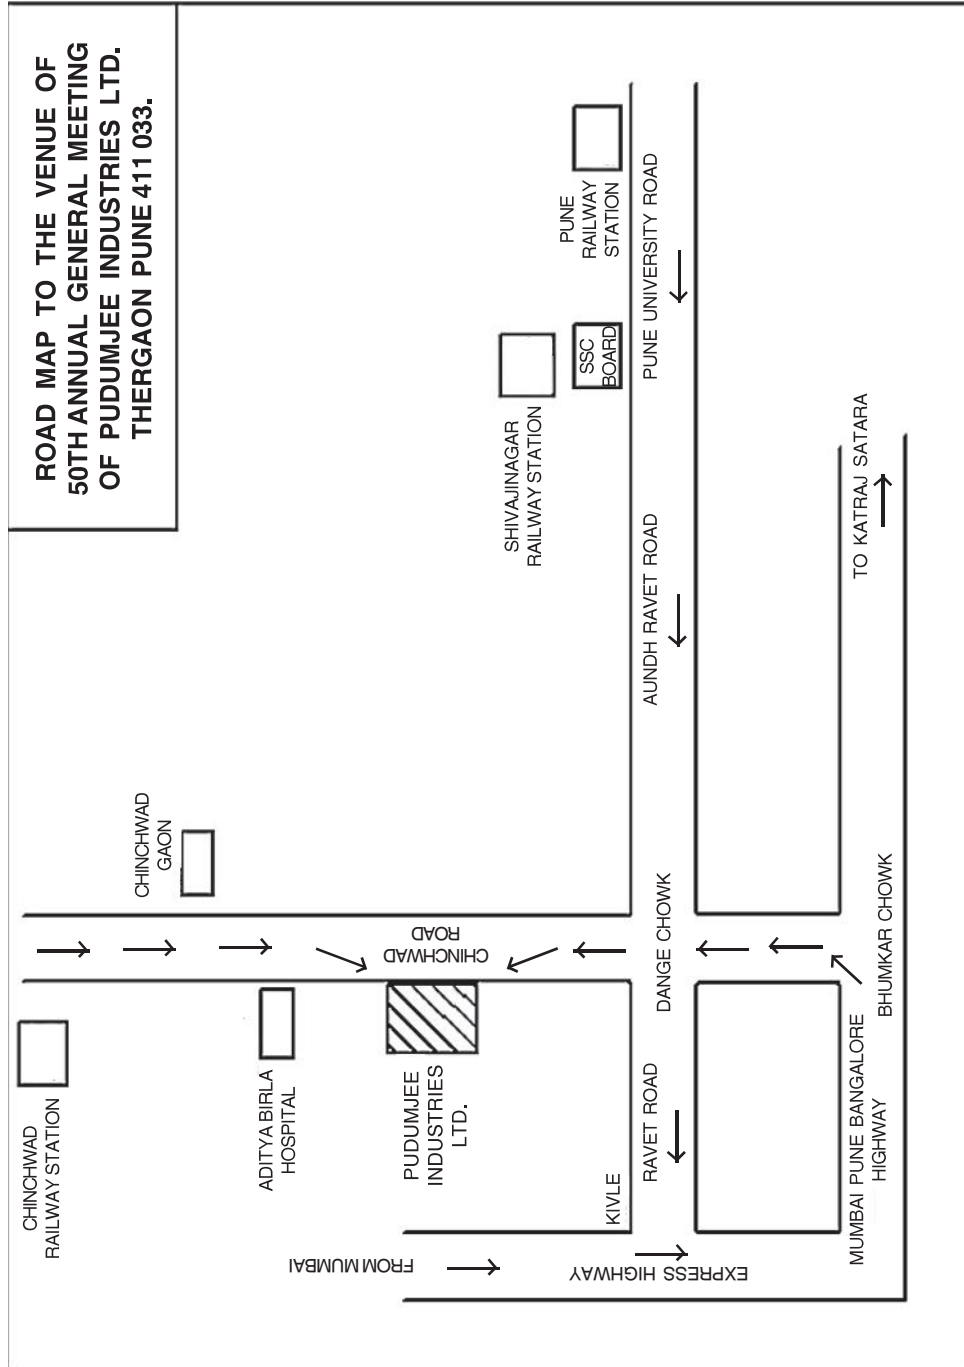 ROAD MAP TO THE VENUE OF
50TH ANNUAL GENERAL MEETING
OF PUDUMJEE INDUSTRIES LTD.
THERGAON PUNE 411 033.
CHINCHWAD
RAILWAY STATION
CHINCHWAD
GAON
ADITYA BIRLA
HOSPITAL
PUDUMJEE
INDUSTRIES
LTD.
CHINCHWAD
ROAD
SHIVAJINAGAR
RAILWAY STATION
SSC
BOARD
PUNE
RAILWAY
STATION
FROM MUMBAI
EXPRESS HIGHWAY
KIVLE
RAVET ROAD
DANGE CHOWK
AUNDH RAVET ROAD
PUNE UNIVERSITY ROAD
MUMBAI PUNE BANGALORE
HIGHWAY
BHUMKAR CHOWK
TO KATRAJ SATARA